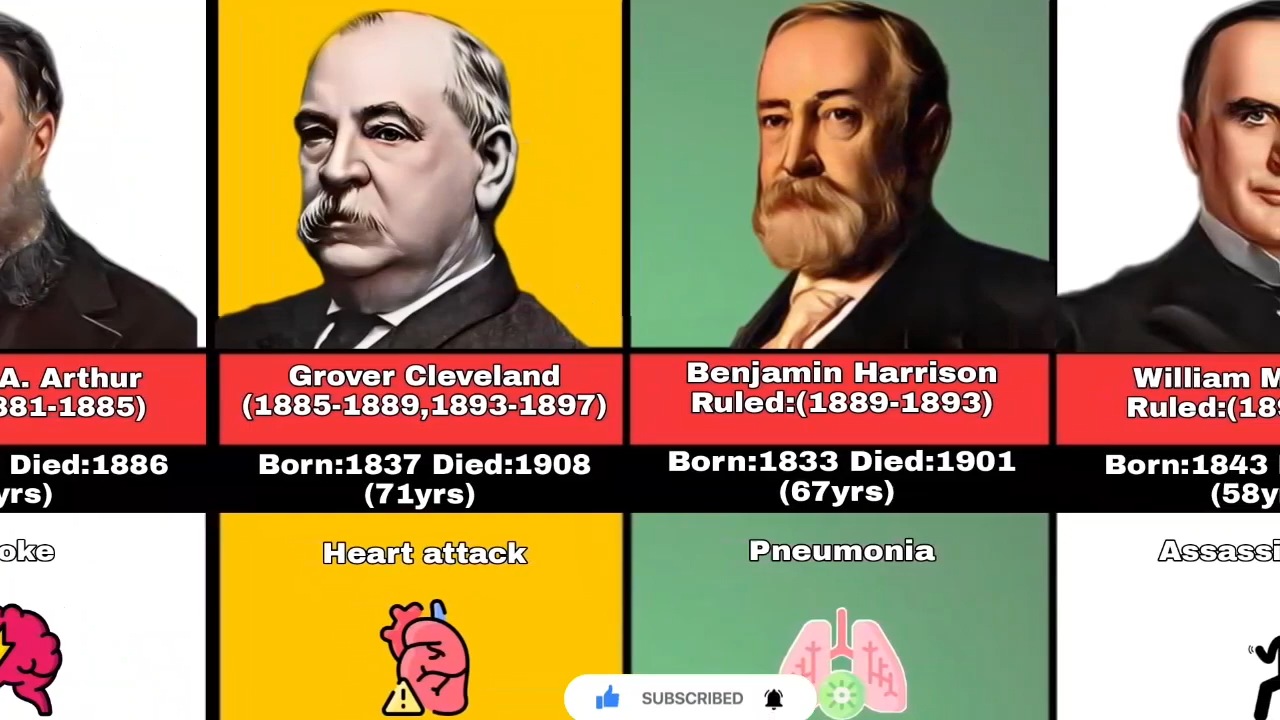 A. Arthur
881-1885)
Died:1886
yrs)
oke
Grover Cleveland
(1885-1889,1893-1897)
Born:1837 Died:1908
(71yrs)
Heart attack
Benjamin Harrison
Ruled:(1889-1893)
Born:1833 Died:1901
(67yrs)
Pneumonia
William M
Ruled:(189
Born:1843
(58y
Assassi
SUBSCRIBED